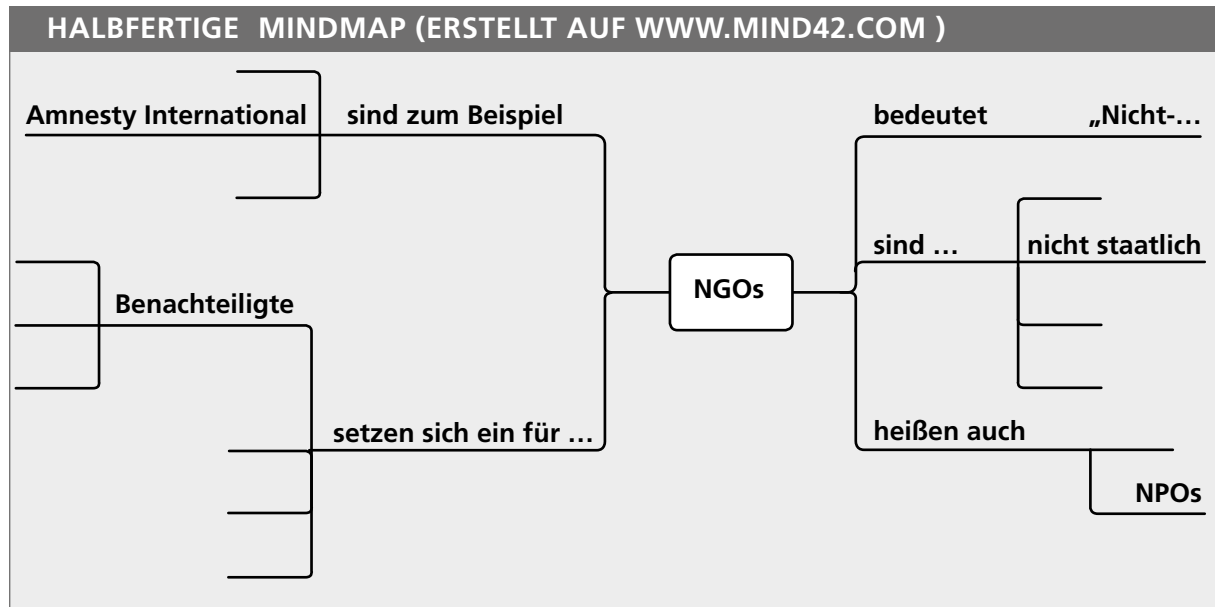 HALBFERTIGE MINDMAP (ERSTELLT AUF WWW.MIND42.COM )
Amnesty International
sind zum Beispiel
bedeutet
„Nicht-…
sind …
nicht staatlich
NGOs
Benachteiligte
setzen sich ein für …
heißen auch
NPOs